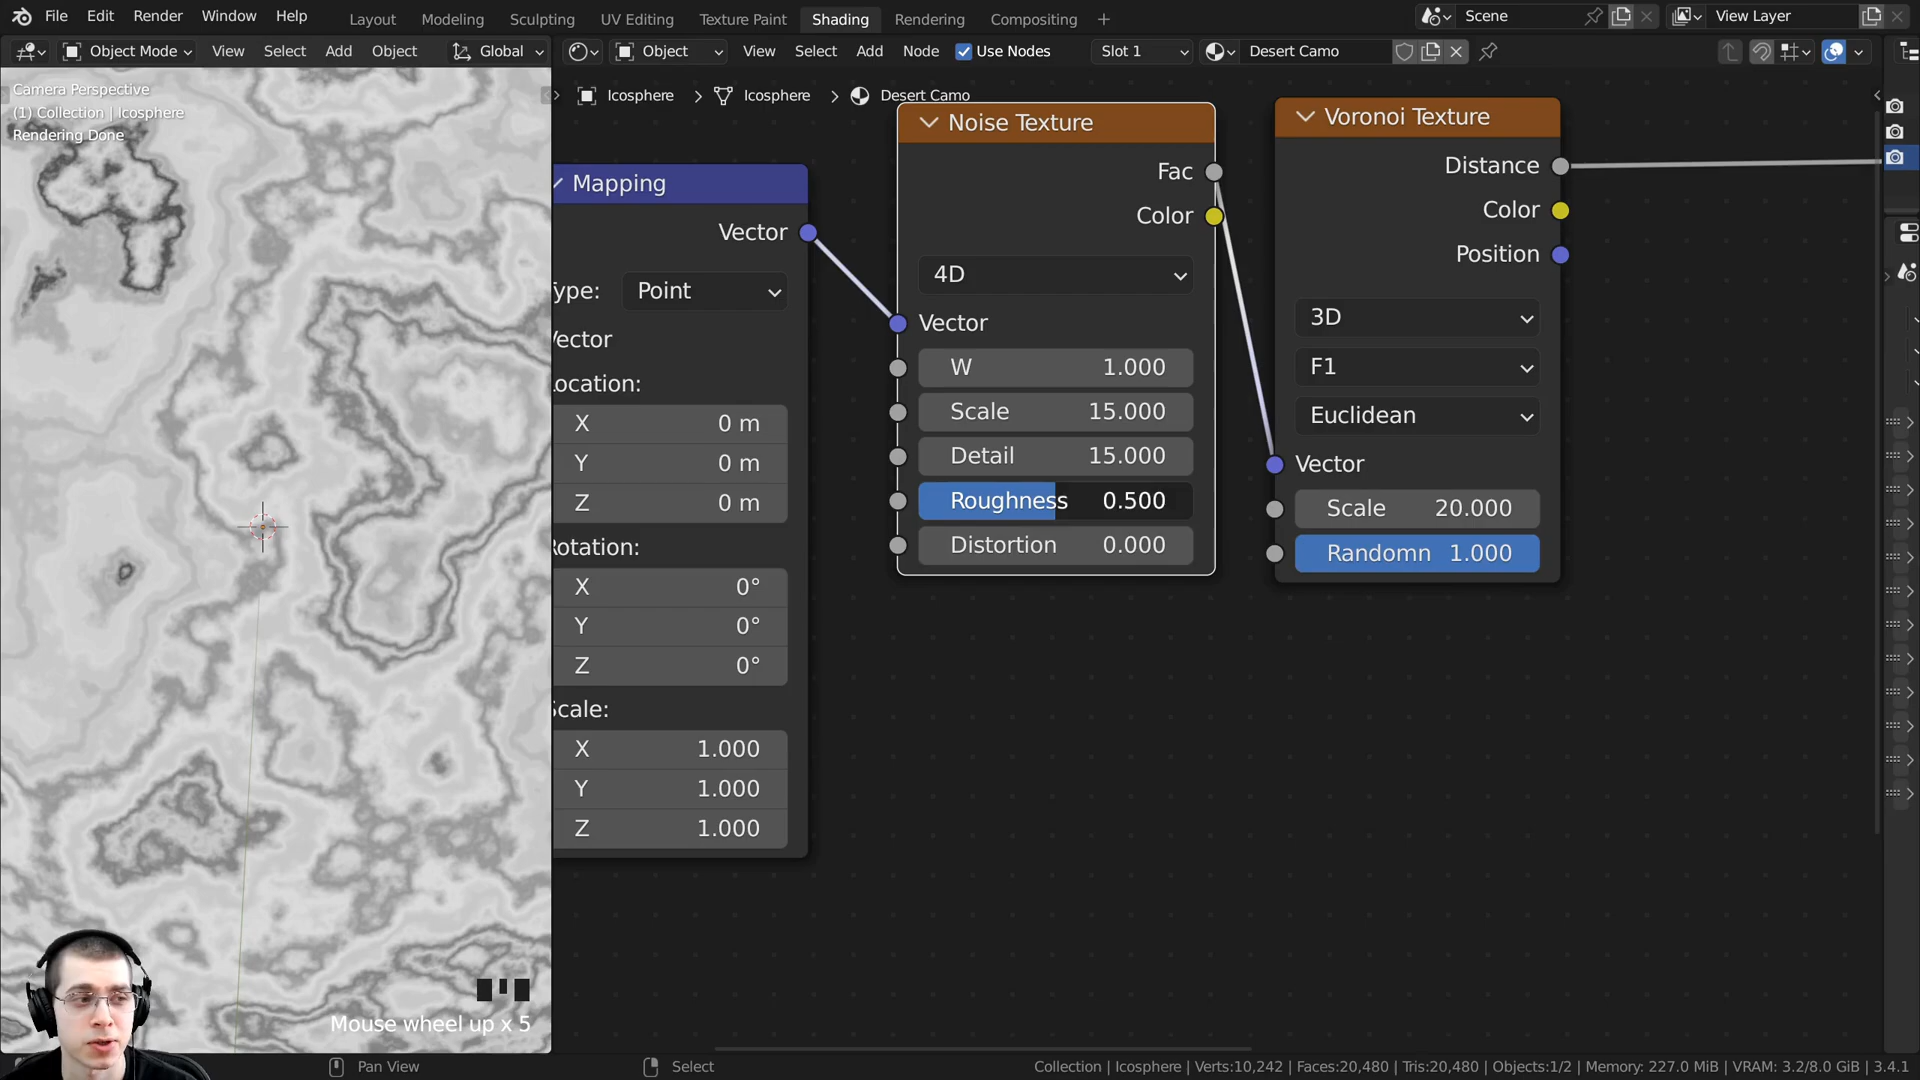 File Edit Render Window Help Layout Modeling Sculpting UV Editing Texture Paint Shading Rendering Compositing + Scene View Layer
Object Mode View Select Add Object Global Object View Select Add Node Use Nodes Slot 1 Desert Camo
Camera Perspective
(1) Collection | Icosphere
Rendering Done
Icosphere > Icosphere > Desert Camo
Mapping
Vector
ype: Point
Vector
ocation:
X 0 m
Y 0 m
Z 0 m
Rotation:
X 0°
Y 0°
Z 0°
Scale:
X 1.000
Y 1.000
Z 1.000
Noise Texture
Fac
Color
4D
Vector
W 1.000
Scale 15.000
Detail 15.000
Roughness 0.500
Distortion 0.000
Voronoi Texture
Distance
Color
Position
3D
F1
Euclidean
Vector
Scale 20.000
Randomn 1.000
Mouse wheel up x 5
Pan View Select Collection | Icosphere | Verts:10,242 | Faces:20,480 | Tris:20,480 | Objects:1/2 | Memory: 227.0 MiB | VRAM: 3.2/8.0 GiB | 3.4.1